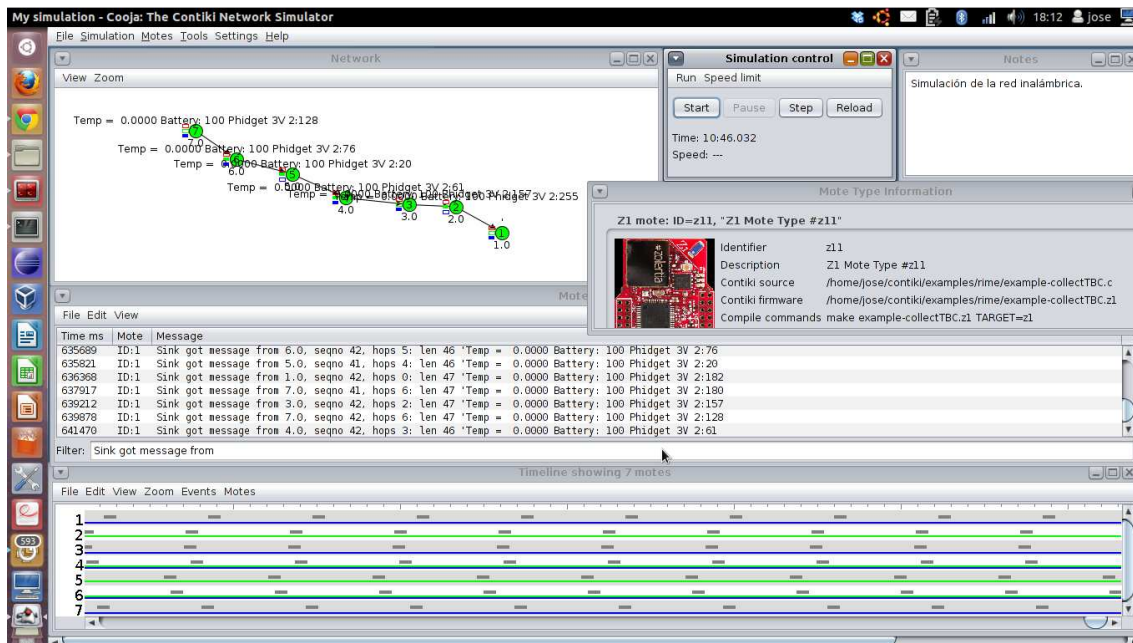 My simulation - Cooja: The Contiki Network Simulator
18:12 jose
File Simulation Motes Tools Settings Help
Network
View Zoom
Temp = 0.0000 Battery: 100 Phidget 3V 2:128
7
7.0
Temp = 0.0000 Battery: 100 Phidget 3V 2:76
6
6.0
Temp = 0.0000 Battery: 100 Phidget 3V 2:20
5
Temp = 0.0000 Battery: 100 Phidget 3V 2:61
4.0
3
3.0
2
2.0
1
1.0
Simulation control
Run Speed limit
Start Pause Step Reload
Time: 10:46.032
Speed: ---
Notes
Simulación de la red inalámbrica.
Mote Type Information
Z1 mote: ID=z11, "Z1 Mote Type #z11"
Identifier z11
Description Z1 Mote Type #z11
Contiki source /home/jose/contiki/examples/rime/example-collectTBC.c
Contiki firmware /home/jose/contiki/examples/rime/example-collectTBC.z1
Compile commands make example-collectTBC.z1 TARGET=z1
zolertia
Mote
File Edit View
Time ms Mote Message
635689 ID:1 Sink got message from 6.0, seqno 42, hops 5: len 46 'Temp = 0.0000 Battery: 100 Phidget 3V 2:76
635821 ID:1 Sink got message from 5.0, seqno 41, hops 4: len 46 'Temp = 0.0000 Battery: 100 Phidget 3V 2:20
636368 ID:1 Sink got message from 1.0, seqno 42, hops 0: len 47 'Temp = 0.0000 Battery: 100 Phidget 3V 2:182
637917 ID:1 Sink got message from 7.0, seqno 41, hops 6: len 47 'Temp = 0.0000 Battery: 100 Phidget 3V 2:180
639212 ID:1 Sink got message from 3.0, seqno 42, hops 2: len 47 'Temp = 0.0000 Battery: 100 Phidget 3V 2:157
639878 ID:1 Sink got message from 7.0, seqno 42, hops 6: len 47 'Temp = 0.0000 Battery: 100 Phidget 3V 2:128
641470 ID:1 Sink got message from 4.0, seqno 42, hops 3: len 46 'Temp = 0.0000 Battery: 100 Phidget 3V 2:61
Filter: Sink got message from
Timeline showing 7 motes
File Edit View Zoom Events Motes
1
2
3
4
5
6
7
593